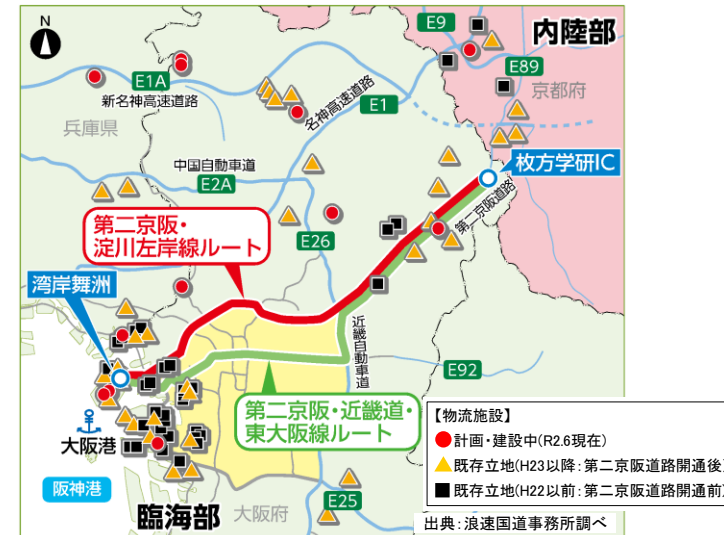 N
E9
内陸部
E1A
新名神高速道路
E89
京都府
兵庫県
名神高速道路
E1
中国自動車道
E2A
枚方学研IC
第二京阪道路
第二京阪・
淀川左岸線ルート
E26
湾岸舞洲
近畿自動車道
E92
第二京阪・近畿道・
東大阪線ルート
大阪港
阪神港
臨海部
大阪府
E25
【物流施設】
計画・建設中(R2.6現在)
既存立地(H23以降:第二京阪道路開通後)
既存立地(H22以前:第二京阪道路開通前)
出典:浪速国道事務所調べ